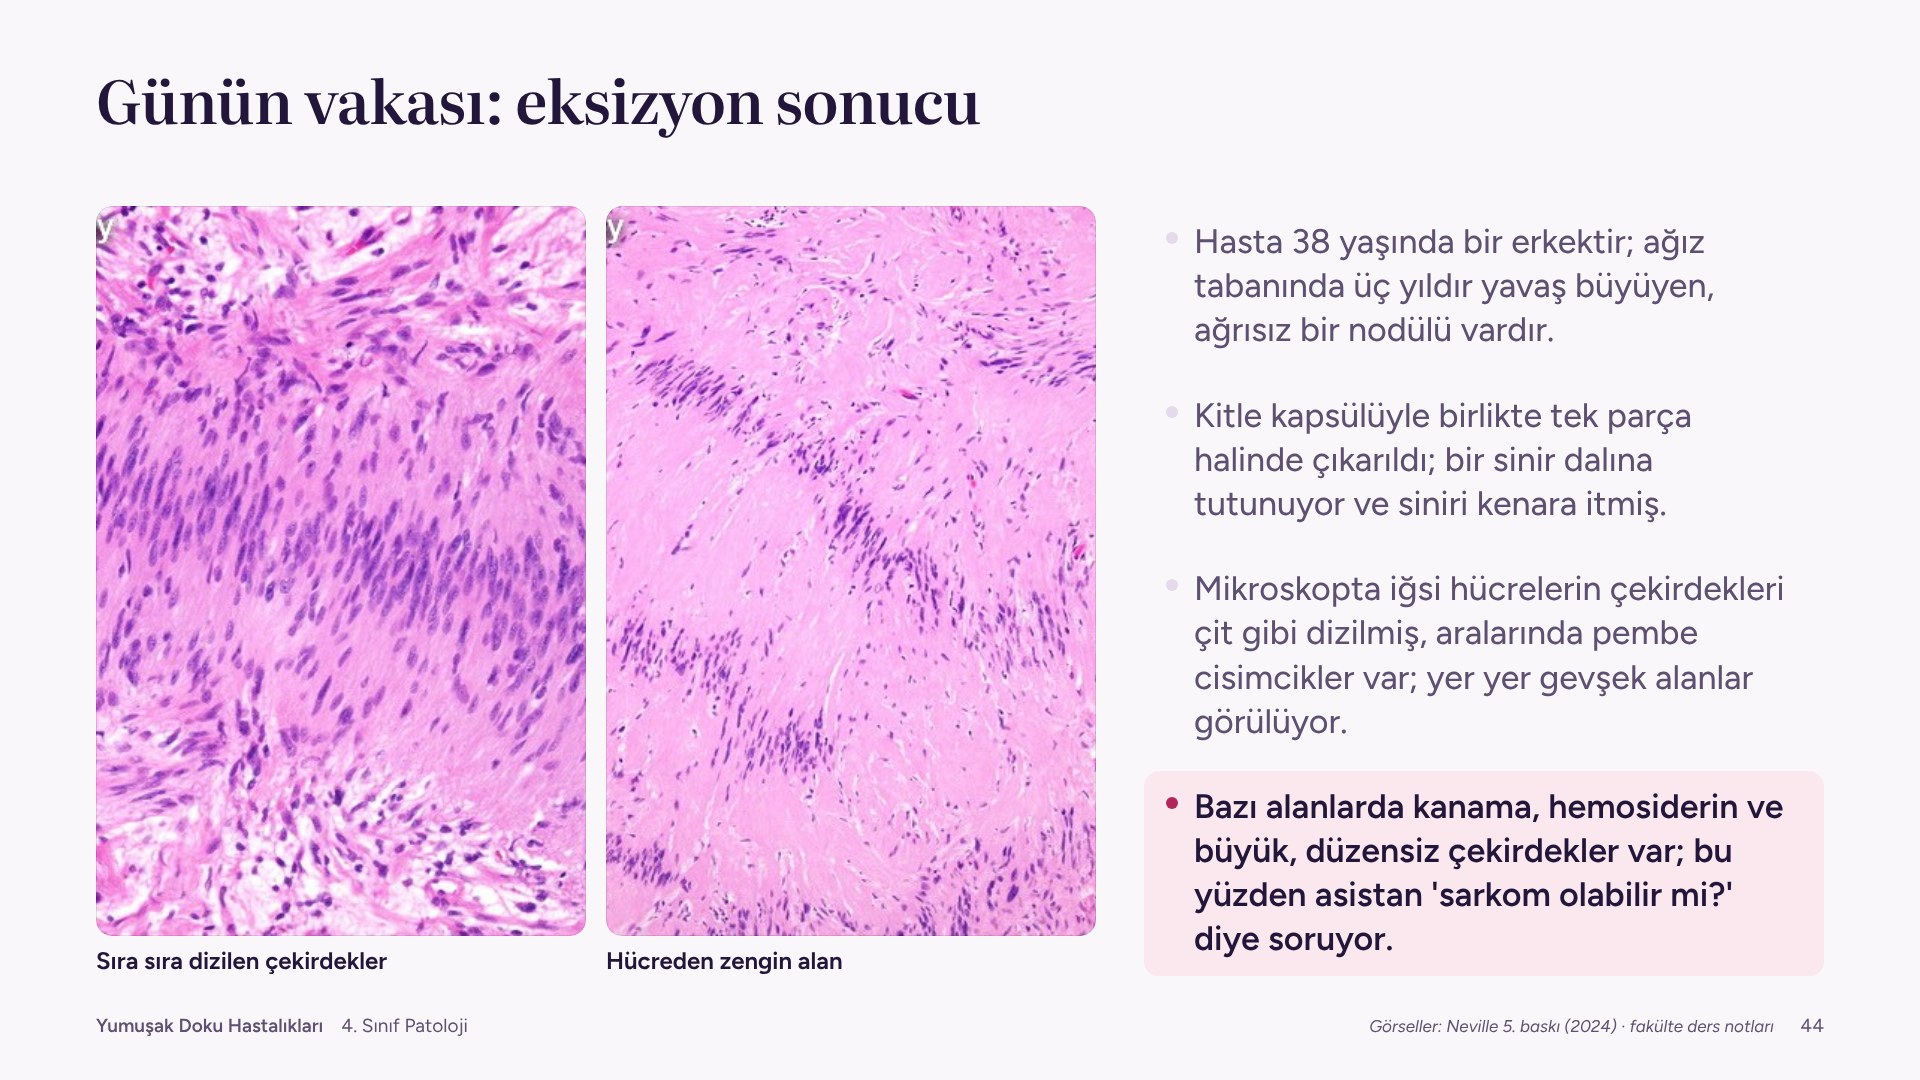 Günün vakası: eksizyon sonucu
y
y
Sıra sıra dizilen çekirdekler
Hücreden zengin alan
Hasta 38 yaşında bir erkektir; ağız
tabanında üç yıldır yavaş büyüyen,
ağrısız bir nodülü vardır.
Kitle kapsülüyle birlikte tek parça
halinde çıkarıldı; bir sinir dalına
tutunuyor ve siniri kenara itmiş.
Mikroskopta iğsi hücrelerin çekirdekleri
çit gibi dizilmiş, aralarında pembe
cisimcikler var; yer yer gevşek alanlar
görülüyor.
Bazı alanlarda kanama, hemosiderin ve
büyük, düzensiz çekirdekler var; bu
yüzden asistan 'sarkom olabilir mi?'
diye soruyor.
Yumuşak Doku Hastalıkları 4. Sınıf Patoloji
Görseller: Neville 5. baskı (2024) · fakülte ders notları 44